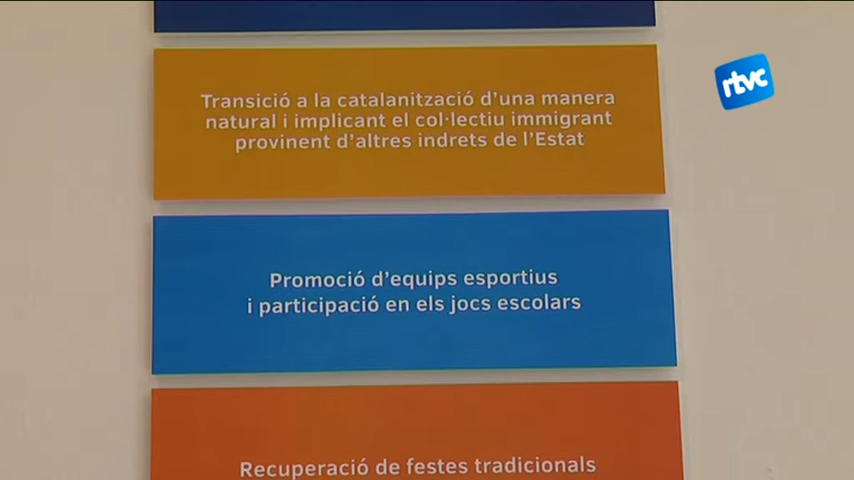 Transició a la catalanització d'una manera
natural i implicant el col·lectiu immigrant
provinent d'altres indrets de l'Estat
Promoció d'equips esportius
i participació en els jocs escolars
Recuperació de festes tradicionals
rtvc